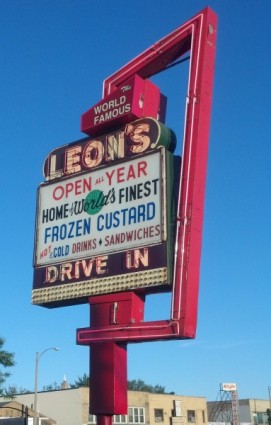 The
WORLD
FAMOUS
LEON'S.
OPEN ALL YEAR
HOME of World's FINEST
FROZEN CUSTARD
HOT & COLD DRINKS • SANDWICHES
DRIVE IN